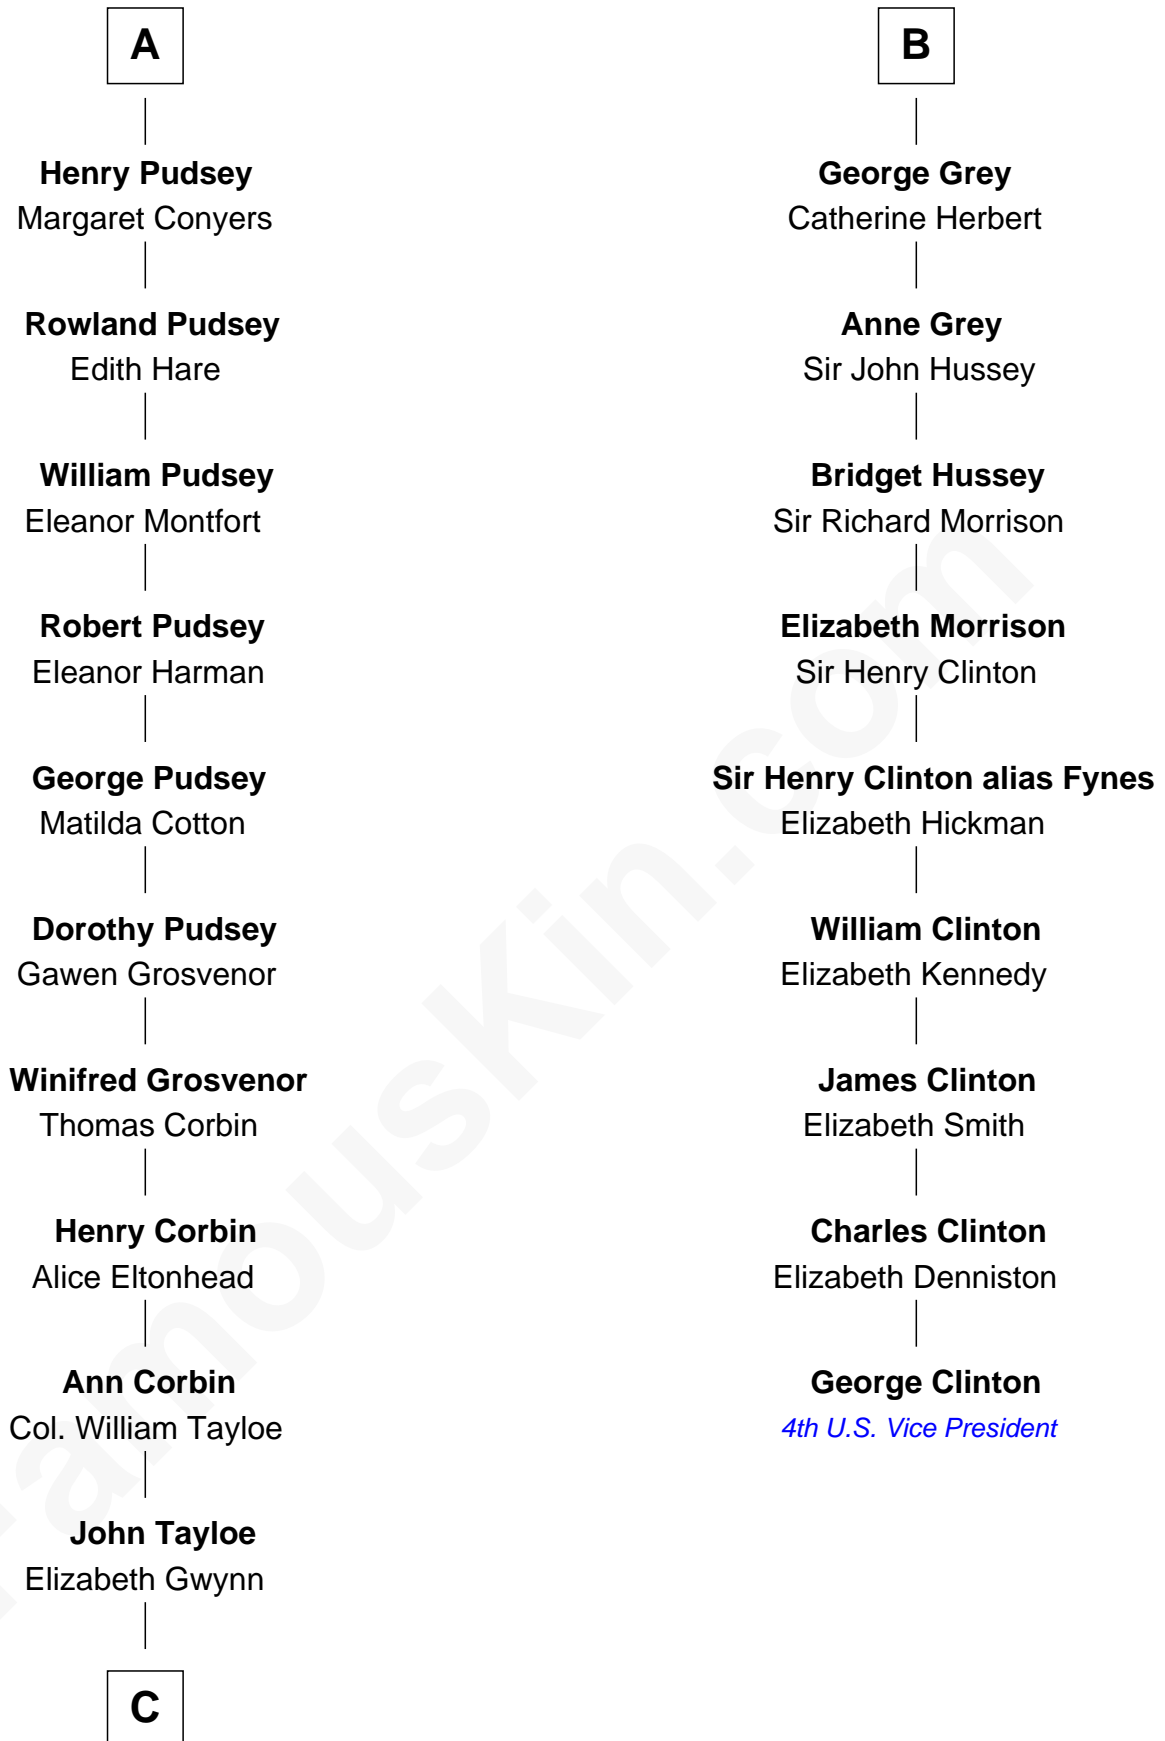 A
Henry Pudsey
Margaret Conyers
Rowland Pudsey
Edith Hare
William Pudsey
Eleanor Montfort
Robert Pudsey
Eleanor Harman
George Pudsey
Matilda Cotton
Dorothy Pudsey
Gawen Grosvenor
Winifred Grosvenor
Thomas Corbin
Henry Corbin
Alice Eltonhead
Ann Corbin
Col. William Tayloe
John Tayloe
Elizabeth Gwynn
C
B
George Grey
Catherine Herbert
Anne Grey
Sir John Hussey
Bridget Hussey
Sir Richard Morrison
Elizabeth Morrison
Sir Henry Clinton
Sir Henry Clinton alias Fynes
Elizabeth Hickman
William Clinton
Elizabeth Kennedy
James Clinton
Elizabeth Smith
Charles Clinton
Elizabeth Denniston
George Clinton
4th U.S. Vice President
FamousKin.com